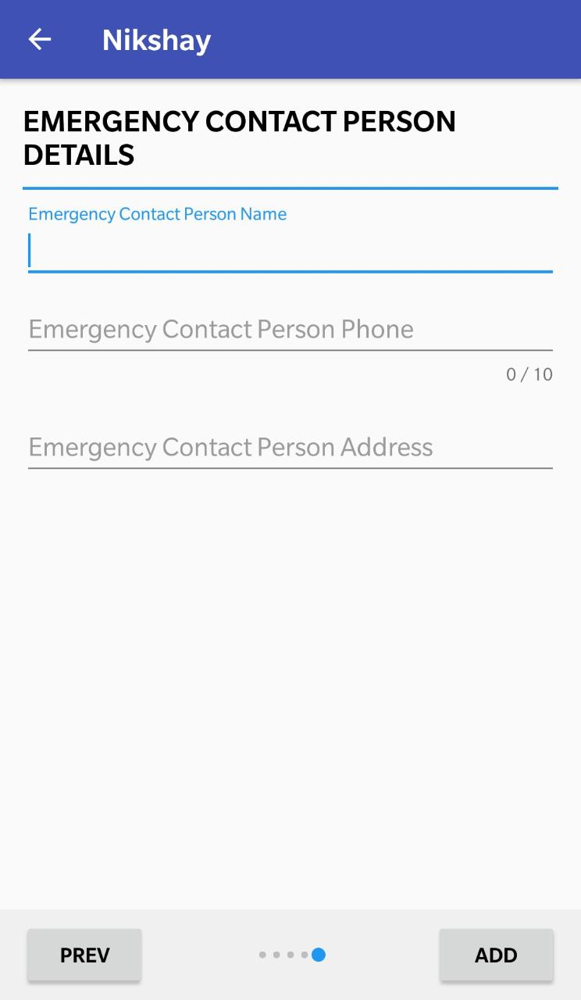 Nikshay
EMERGENCY CONTACT PERSON
DETAILS
Emergency Contact Person Name
Emergency Contact Person Phone
0 / 10
Emergency Contact Person Address
PREV
ADD